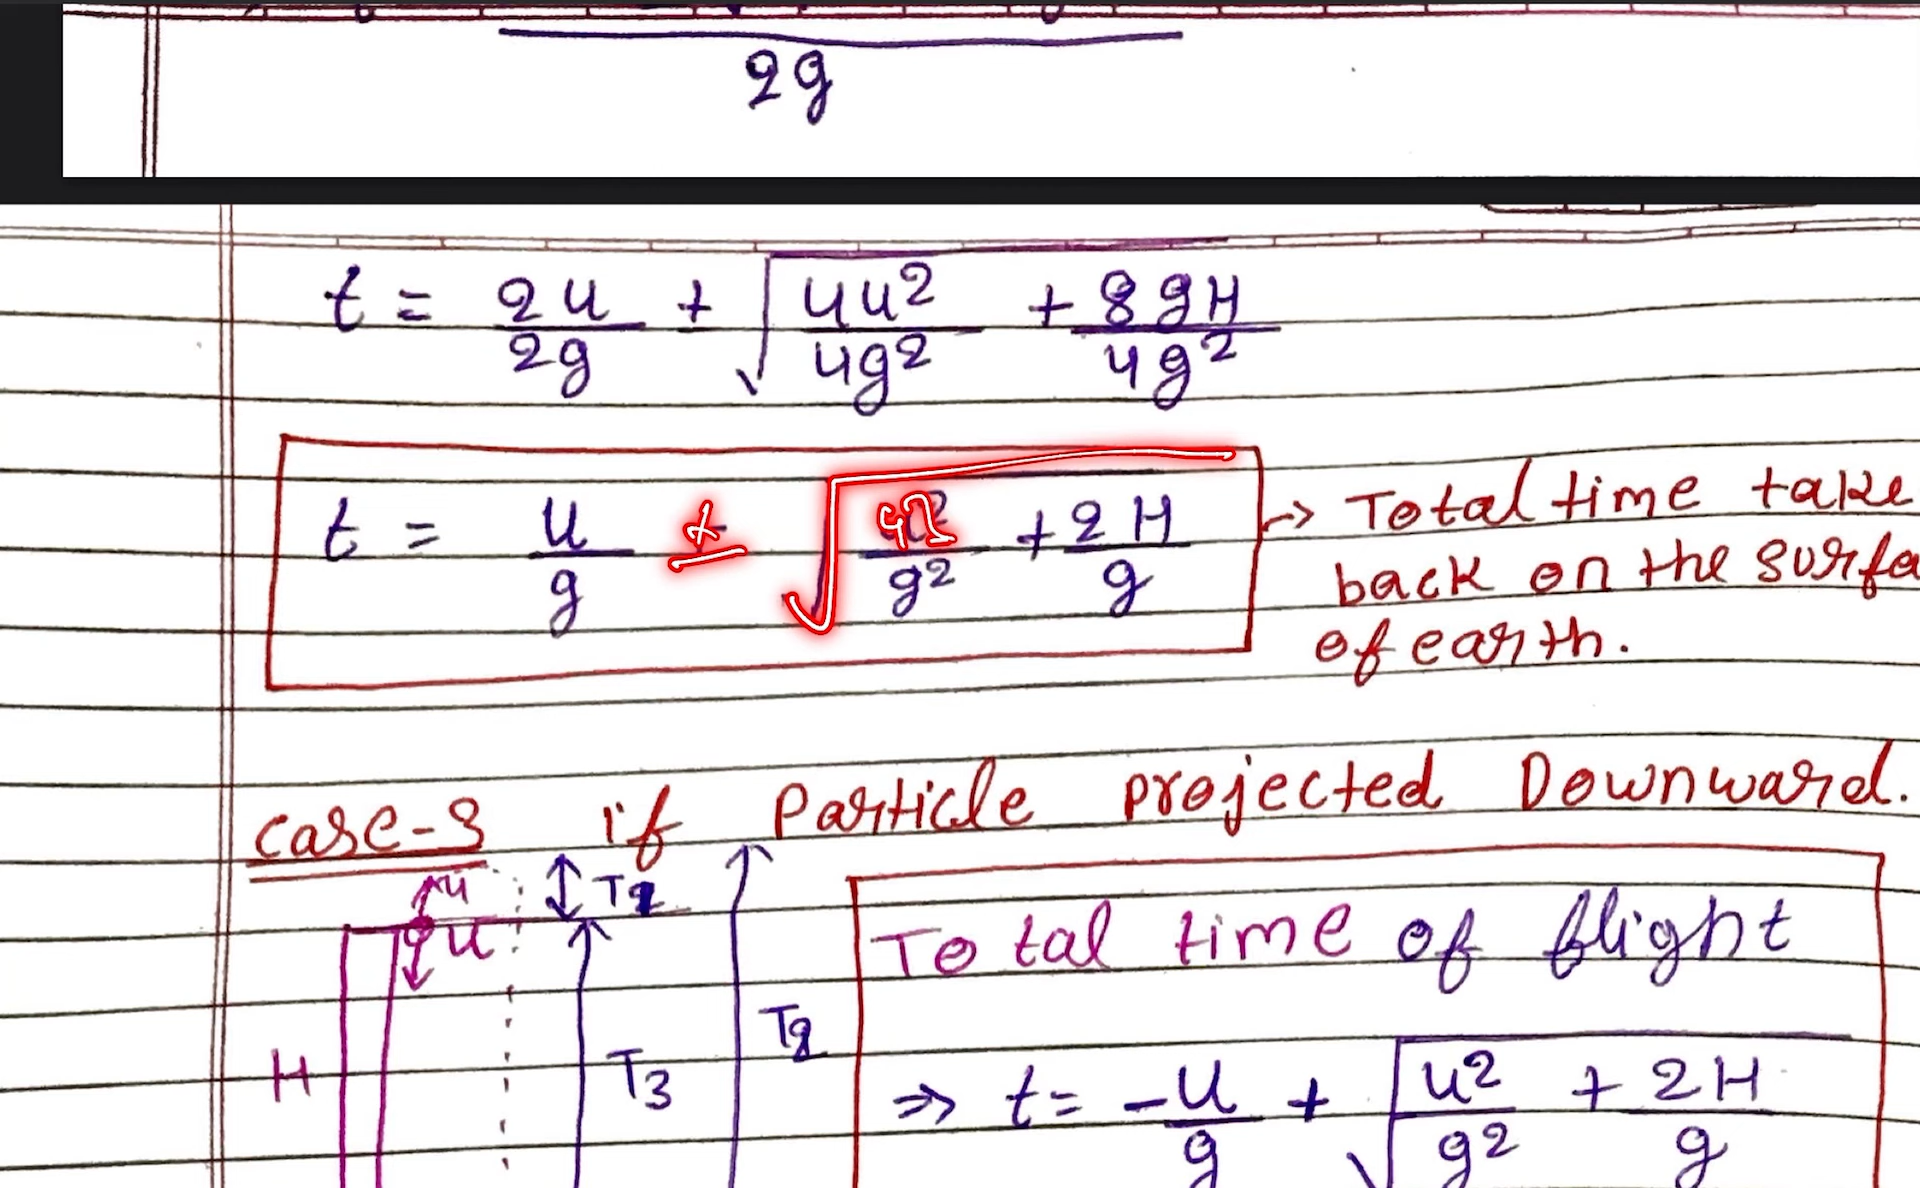 2g
t = 2u/2g + √(4u²/4g² + 8gH/4g²)
t = u/g ± √(u²/g² + 2H/g) → Total time take
back on the surfa
of earth.
case-3 if Particle projected Downward.
u
T1
u
Total time of flight
T2
H
T3
⇒ t = -u/g + √(u²/g² + 2H/g)